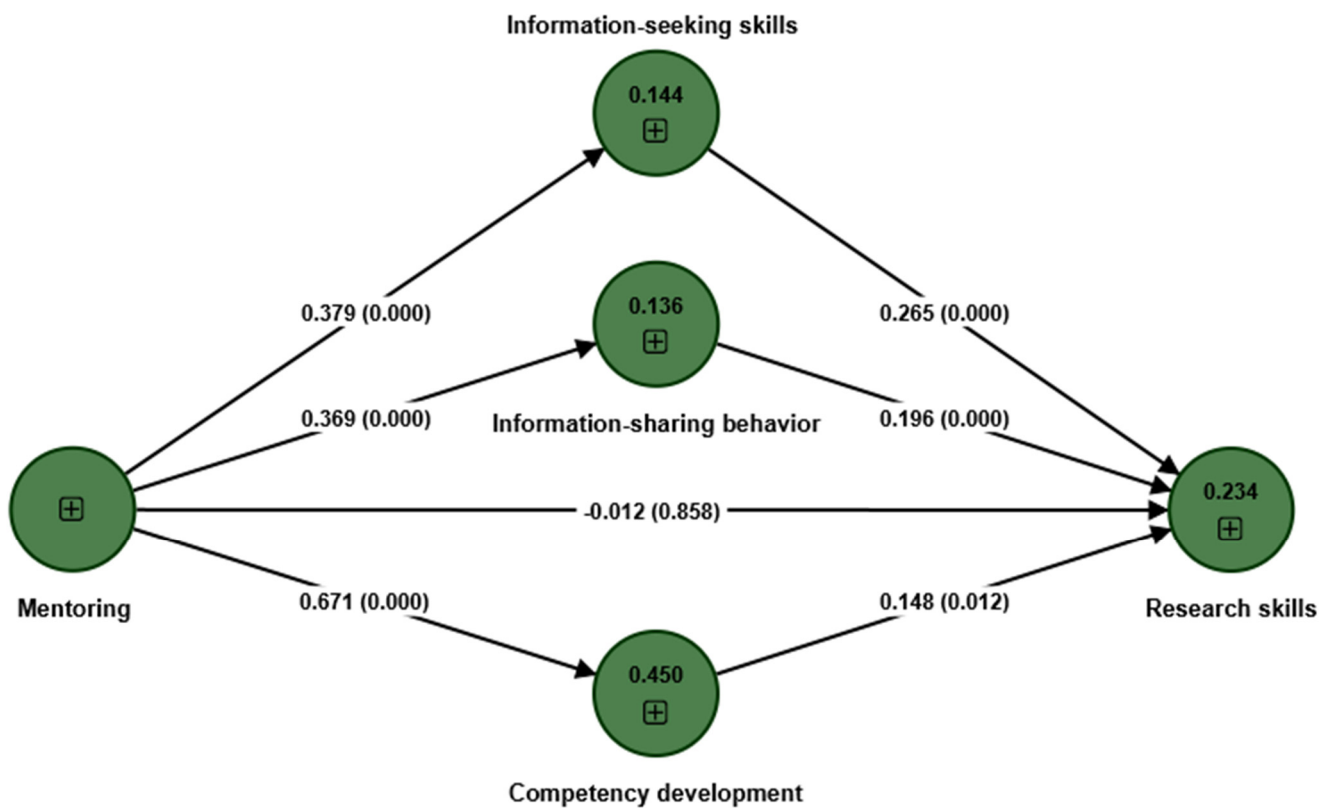 Information-seeking skills
0.144
0.379 (0.000)
0.265 (0.000)
0.136
Information-sharing behavior
0.369 (0.000)
0.196 (0.000)
0.234
-0.012 (0.858)
Mentoring
0.671 (0.000)
0.148 (0.012)
Research skills
0.450
Competency development